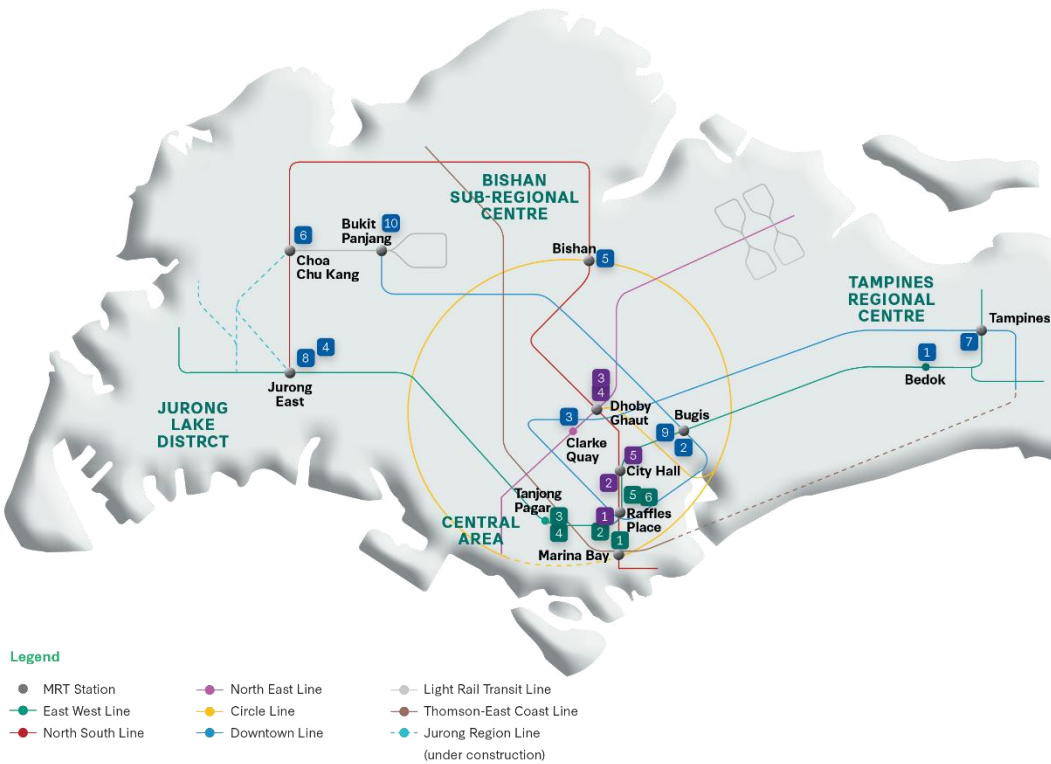 BISHAN
SUB-REGIONAL
CENTRE
Bukit
Panjang
10
6
Choa
Chu Kang
Bishan
5
TAMPINES
REGIONAL
CENTRE
Tampines
7
1
Bedok
4
8
Jurong
East
JURONG
LAKE
DISTRCT
3
4
Dhoby
Ghaut
3
Clarke
Quay
Bugis
9
2
5
City Hall
2
Tanjong
Pagar
3
4
5
6
1
Raffles
Place
2
1
CENTRAL
AREA
Marina Bay
Legend
MRT Station
East West Line
North South Line
North East Line
Circle Line
Downtown Line
Light Rail Transit Line
Thomson-East Coast Line
Jurong Region Line
(under construction)